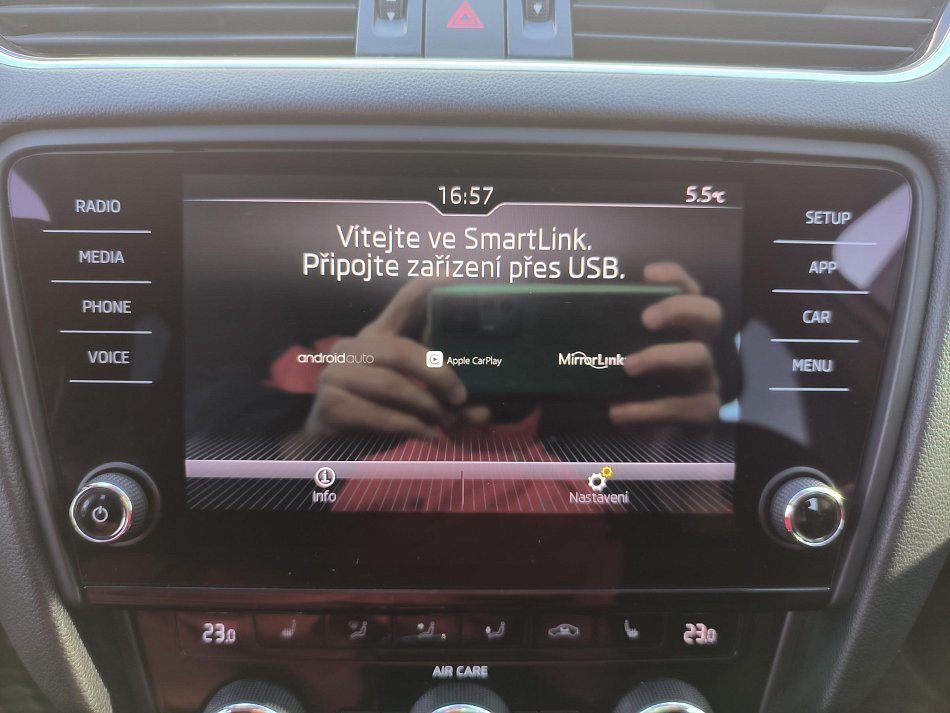 16:57
5.5°C
RADIO
MEDIA
PHONE
VOICE
Vítejte ve SmartLink.
Připojte zařízení přes USB.
androidauto
Apple CarPlay
MirrorLink
Info
Nastavení
SETUP
APP
CAR
MENU
23.0
23.0
AIR CARE